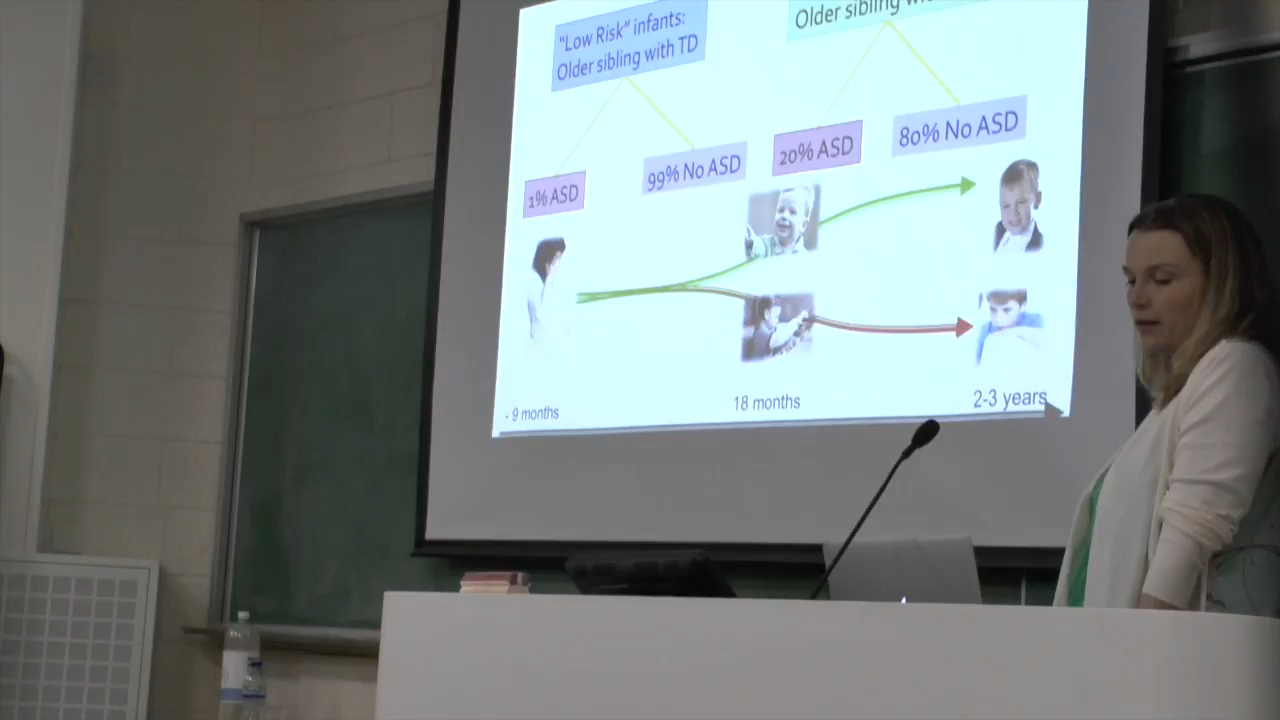 "Low Risk" infants:
Older sibling with TD
Older sibling
1% ASD
99% No ASD
20% ASD
80% No ASD
- 9 months
18 months
2-3 years